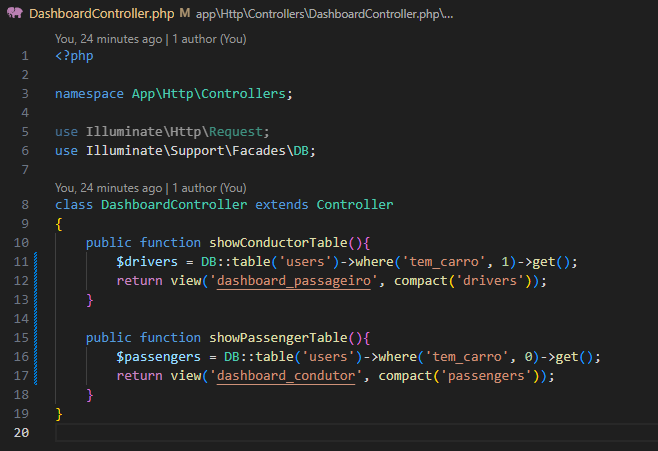 DashboardController.php M app\Http\Controllers\DashboardController.php\...
You, 24 minutes ago | 1 author (You)
1 <?php
2
3 namespace App\Http\Controllers;
4
5 use Illuminate\Http\Request;
6 use Illuminate\Support\Facades\DB;
7
You, 24 minutes ago | 1 author (You)
8 class DashboardController extends Controller
9 {
10 public function showConductorTable(){
11 $drivers = DB::table('users')->where('tem_carro', 1)->get();
12 return view('dashboard_passageiro', compact('drivers'));
13 }
14
15 public function showPassengerTable(){
16 $passengers = DB::table('users')->where('tem_carro', 0)->get();
17 return view('dashboard_condutor', compact('passengers'));
18 }
19 }
20